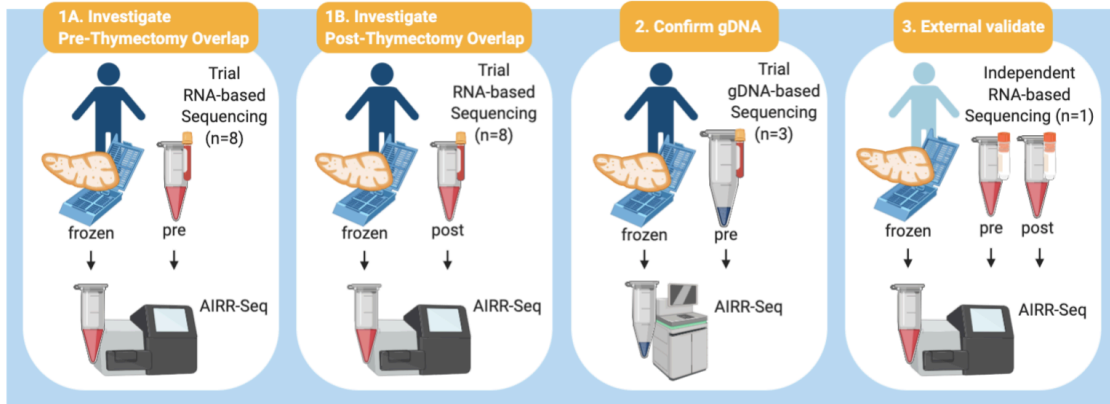 1A. Investigate
Pre-Thymectomy Overlap
Trial
RNA-based
Sequencing
(n=8)
frozen
pre
AIRR-Seq
1B. Investigate
Post-Thymectomy Overlap
Trial
RNA-based
Sequencing
(n=8)
frozen
post
AIRR-Seq
2. Confirm gDNA
Trial
gDNA-based
Sequencing
(n=3)
frozen
pre
AIRR-Seq
3. External validate
Independent
RNA-based
Sequencing (n=1)
frozen
pre
post
AIRR-Seq